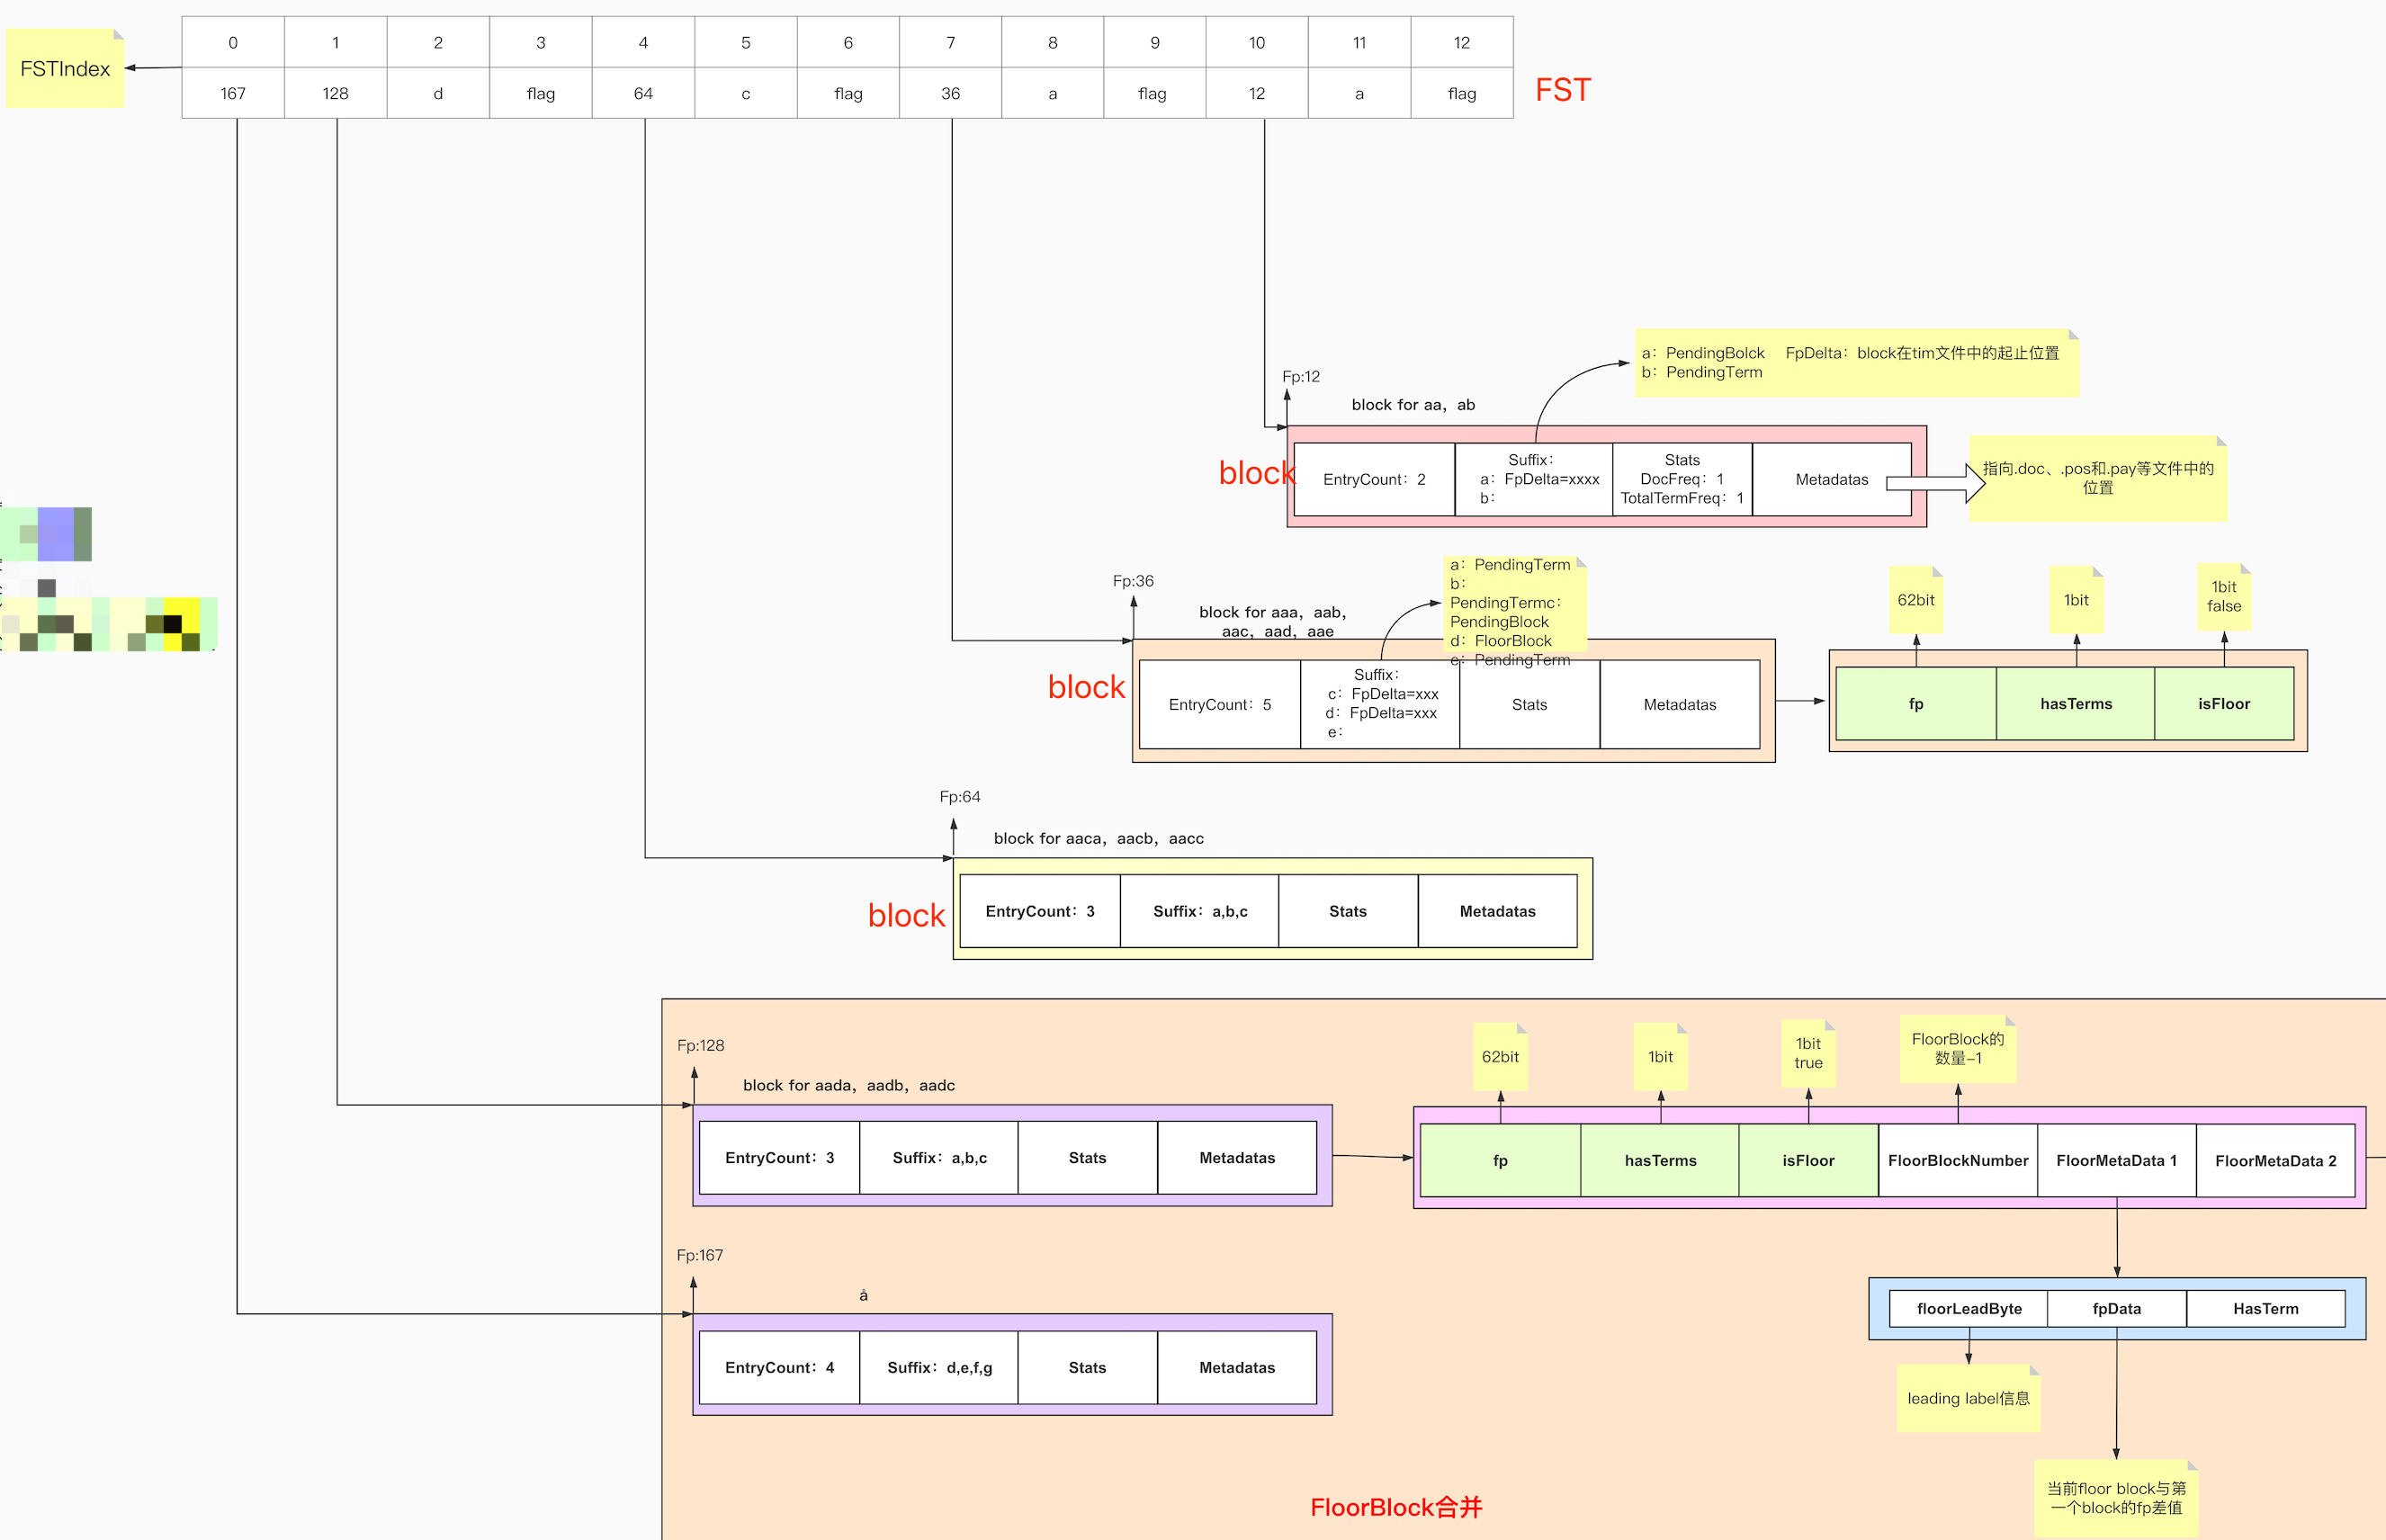 FSTIndex
0 1 2 3 4 5 6 7 8 9 10 11 12
167 128 d flag 64 c flag 36 a flag 12 a flag
FST
a：PendingBolck FpDelta：block在tim文件中的起止位置
b：PendingTerm
Fp:12
block for aa，ab
block
EntryCount：2
Suffix：
a：FpDelta=xxxx
b：
Stats
DocFreq：1
TotalTermFreq：1
Metadatas
指向.doc、.pos和.pay等文件中的
位置
Fp:36
block for aaa，aab，
aac，aad，aae
a：PendingTerm
b：
PendingTermc：
PendingBlock
d：FloorBlock
e：PendingTerm
block
EntryCount：5
Suffix：
c：FpDelta=xxx
d：FpDelta=xxx
e：
Stats
Metadatas
62bit
1bit
1bit
false
fp
hasTerms
isFloor
Fp:64
block for aaca，aacb，aacc
block
EntryCount：3
Suffix：a,b,c
Stats
Metadatas
Fp:128
block for aada，aadb，aadc
EntryCount：3
Suffix：a,b,c
Stats
Metadatas
62bit
1bit
1bit
true
FloorBlock的
数量-1
fp
hasTerms
isFloor
FloorBlockNumber
FloorMetaData 1
FloorMetaData 2
Fp:167
å
EntryCount：4
Suffix：d,e,f,g
Stats
Metadatas
floorLeadByte
fpData
HasTerm
leading label信息
当前floor block与第
一个block的fp差值
FloorBlock合并